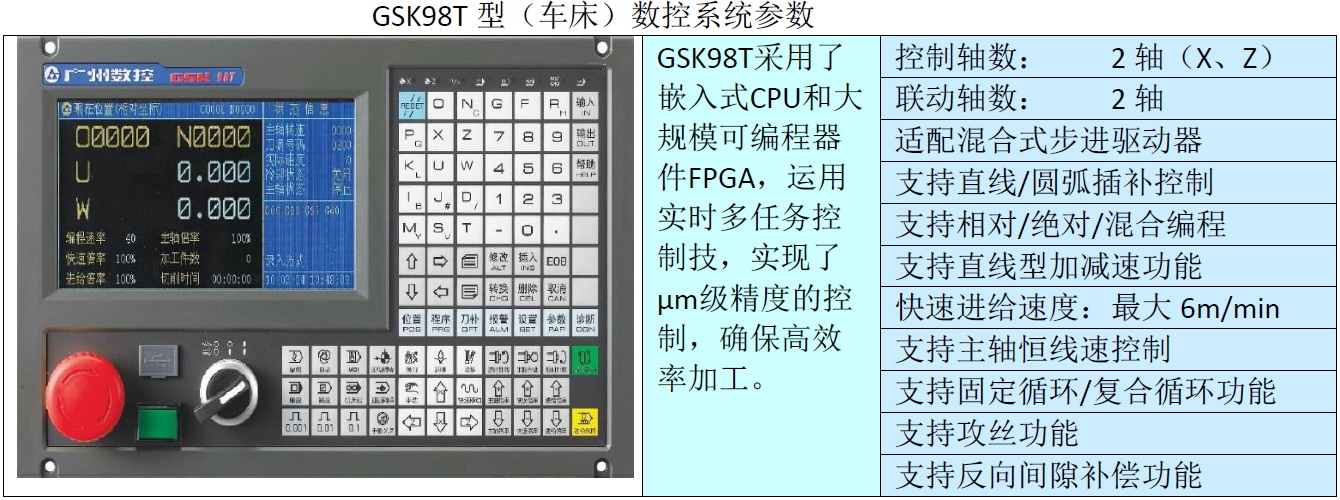 GSK98T 型（车床）数控系统参数
广州数控 GSK 98T
现在位置(相对坐标) O0000 N0000 状 态 信 息
O0000 N0000
U 0.000
W 0.000
主轴转速 0000
刀具号码 0200
实际速度 0
冷却状态 关闭
主轴状态 停止
编程速率 40 主轴倍率 100%
快速倍率 100% 加工件数 0
进给倍率 100% 切削时间 00:00:00
录入方式
RESET O N G G F R H 输入 IN
P Q X Z 7 8 9 输出 OUT
K L U W 4 5 6 帮助 HELP
I B J # D / 1 2 3
M Y S V T - 0 .
修改 ALT 插入 INS EOB
转换 CHG 删除 DEL 取消 CAN
位置 POS 程序 PRG 刀补 OFT 报警 ALM 设置 SET 参数 PAR 诊断 DGN
0.001 0.01 0.1
GSK98T采用了
嵌入式CPU和大
规模可编程器
件FPGA，运用
实时多任务控
制技，实现了
μm级精度的控
制，确保高效
率加工。
控制轴数： 2 轴（X、Z）
联动轴数： 2 轴
适配混合式步进驱动器
支持直线/圆弧插补控制
支持相对/绝对/混合编程
支持直线型加减速功能
快速进给速度：最大 6m/min
支持主轴恒线速控制
支持固定循环/复合循环功能
支持攻丝功能
支持反向间隙补偿功能